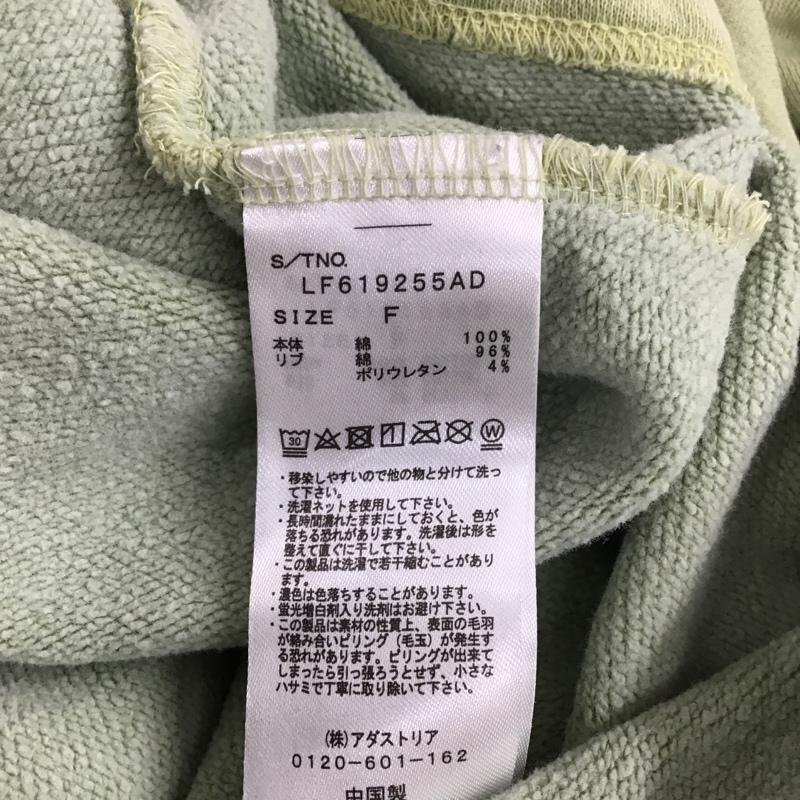 S/TNO.
LF619255AD
SIZE F
本体 綿 100%
リブ 綿 96%
ポリウレタン 4%
30 W
・移染しやすいので他の物と分けて洗っ
て下さい。
・洗濯ネットを使用して下さい。
・長時間濡れたままにしておくと、色が
落ちる恐れがあります。洗濯後は形を
整えて直ぐに干して下さい。
・この製品は洗濯で若干縮むことがあり
ます。
・濃色は色落ちすることがあります。
・蛍光増白剤入り洗剤はお避け下さい。
・この製品は素材の性質上、表面の毛羽
が絡み合いピリング（毛玉）が発生す
る恐れがあります。ピリングが出来て
しまったら引っ張ろうとせず、小さな
ハサミで丁寧に取り除いて下さい。
(株)アダストリア
0120-601-162
中国製